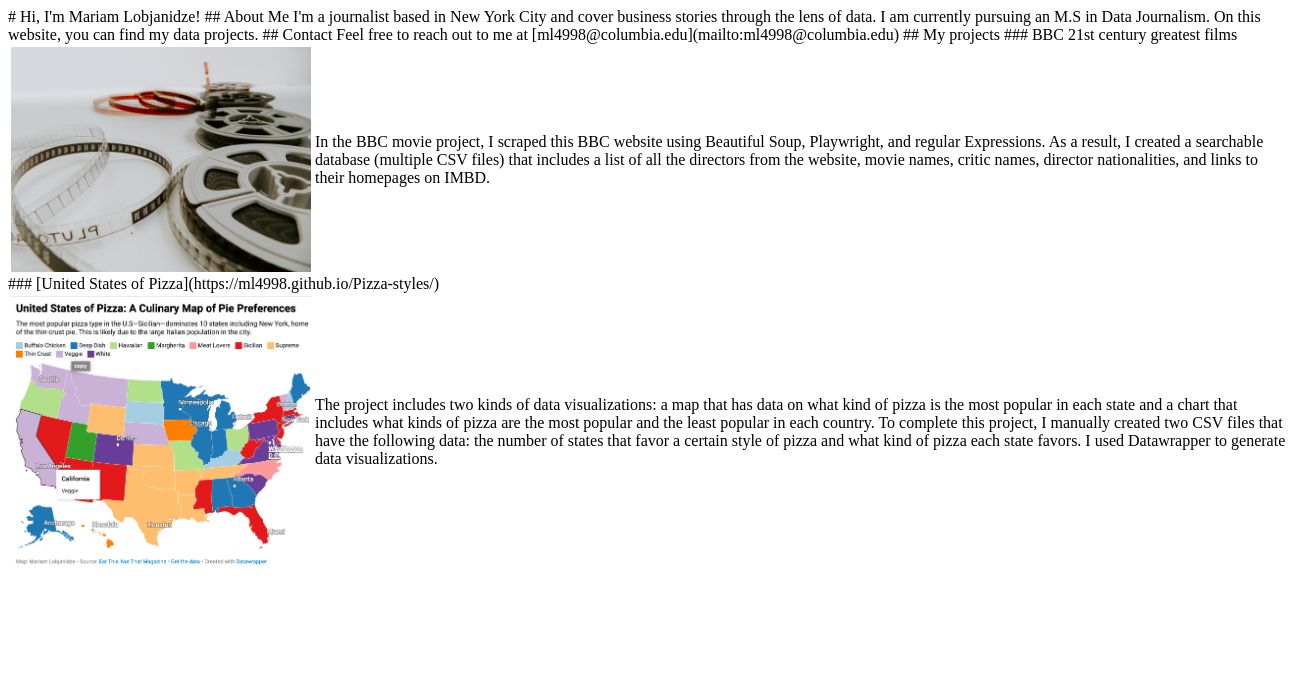 # Hi, I'm Mariam Lobjanidze! ## About Me I'm a journalist based in New York City and cover business stories through the lens of data. I am currently pursuing an M.S in Data Journalism. On this
website, you can find my data projects. ## Contact Feel free to reach out to me at [ml4998@columbia.edu](mailto:ml4998@columbia.edu) ## My projects ### BBC 21st century greatest films
In the BBC movie project, I scraped this BBC website using Beautiful Soup, Playwright, and regular Expressions. As a result, I created a searchable
database (multiple CSV files) that includes a list of all the directors from the website, movie names, critic names, director nationalities, and links to
their homepages on IMBD.
### [United States of Pizza](https://ml4998.github.io/Pizza-styles/)
United States of Pizza: A Culinary Map of Pie Preferences
The most popular pizza type in the U.S—Sicilian—dominates 10 states including New York, home
of the thin-crust pie. This is likely due to the large Italian population in the city.
Buffalo Chicken Deep Dish Hawaiian Margherita Meat Lovers Sicilian Supreme
Thin Crust Veggie White
copy
Seattle
Minneapolis
Detroit
Chicago
Denver
Washington
D.C.
Los Angeles
California
Veggie
Atlanta
Anchorage
Honolulu
Houston
Miami
Map: Mariam Lobjanidze · Source: Eat This, Not That Magazine · Get the data · Created with Datawrapper
The project includes two kinds of data visualizations: a map that has data on what kind of pizza is the most popular in each state and a chart that
includes what kinds of pizza are the most popular and the least popular in each country. To complete this project, I manually created two CSV files that
have the following data: the number of states that favor a certain style of pizza and what kind of pizza each state favors. I used Datawrapper to generate
data visualizations.